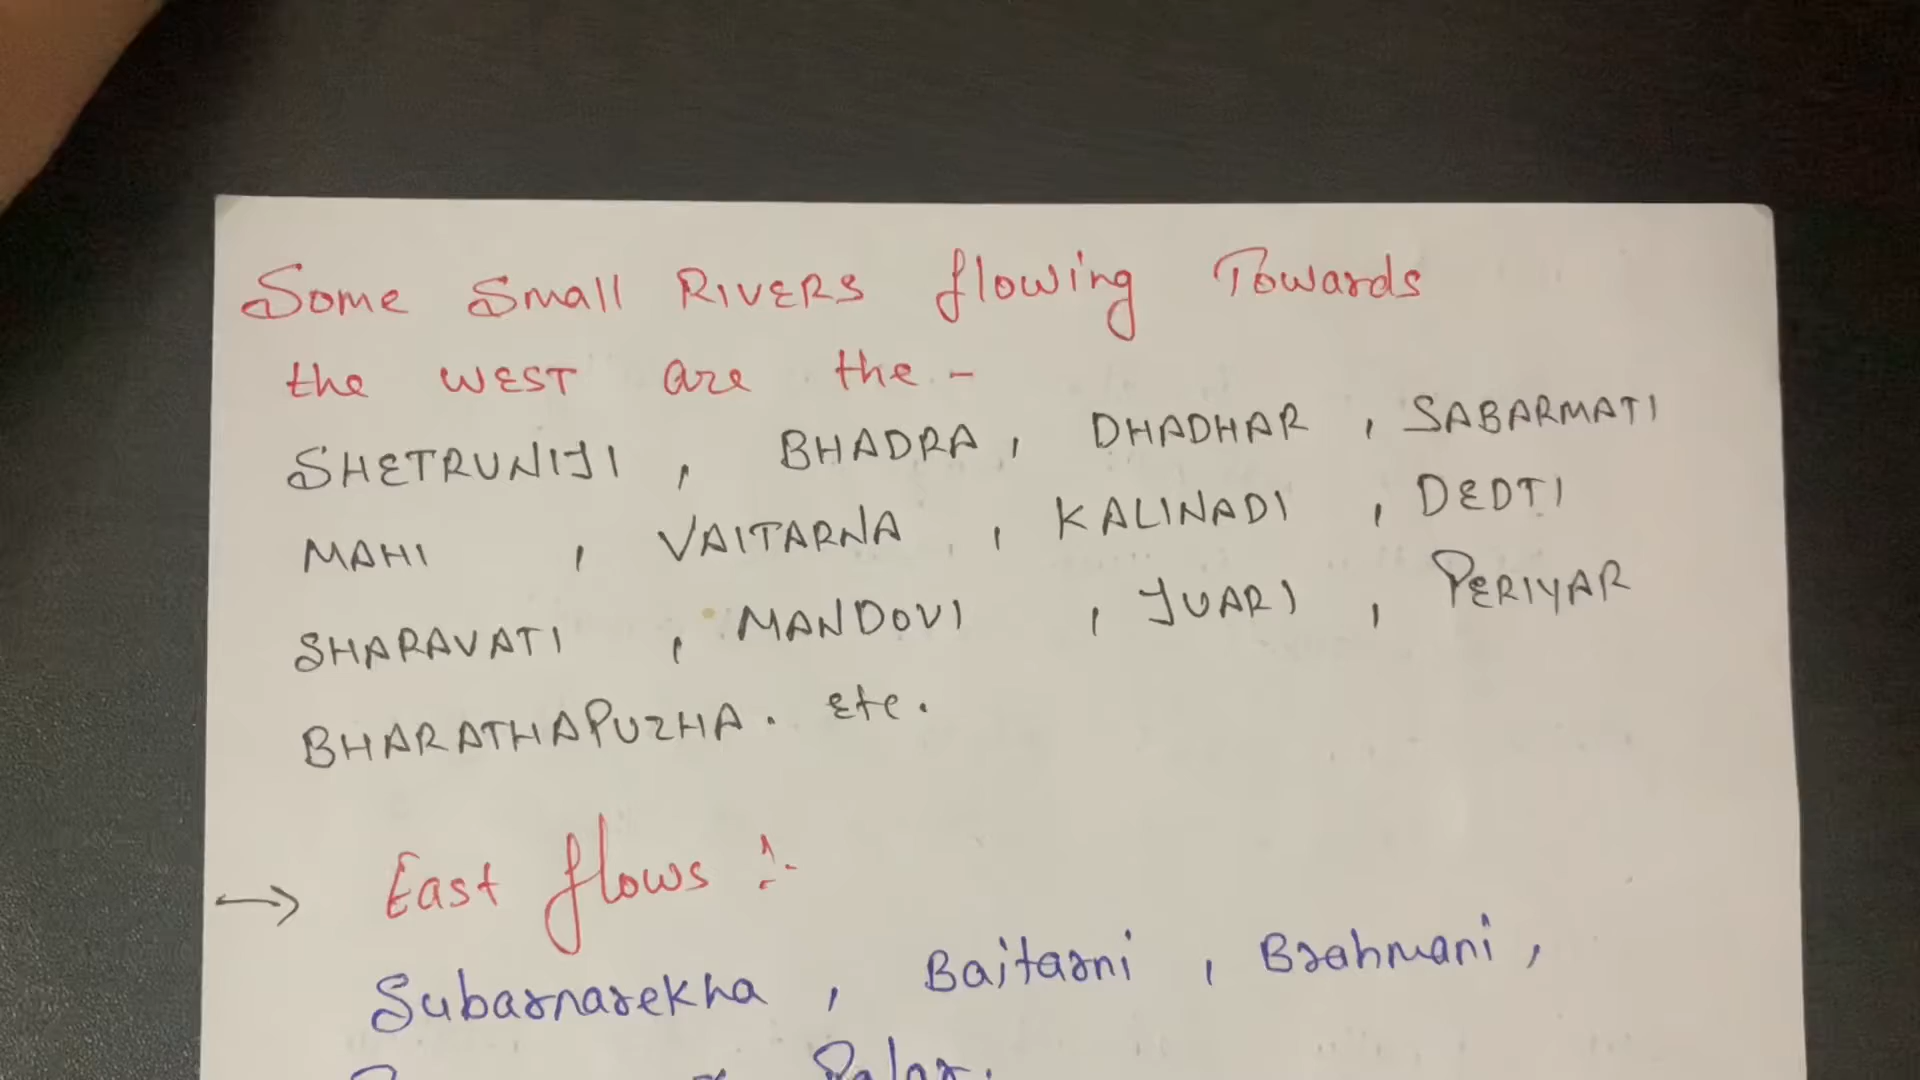 Some Small RIVERS flowing Towards
the WEST are the -
SHETRUNIJI , BHADRA , DHADHAR , SABARMATI
MAHI , VAITARNA , KALINADI , DEDTI
SHARAVATI , MANDOVI , JUARI , PERIYAR
BHARATHAPUZHA . Etc .
→ East flows :-
Subarnarekha , Baitarni , Brahmani ,
Palar .